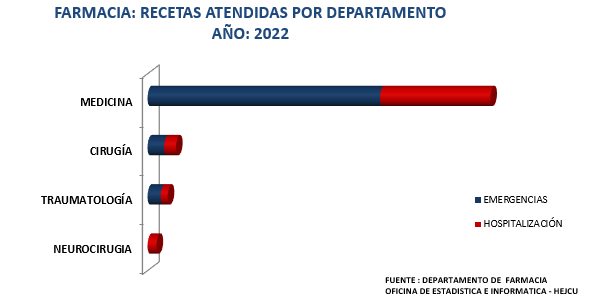 FARMACIA: RECETAS ATENDIDAS POR DEPARTAMENTO
AÑO: 2022
MEDICINA
CIRUGÍA
TRAUMATOLOGÍA
NEUROCIRUGIA
EMERGENCIAS
HOSPITALIZACIÓN
FUENTE : DEPARTAMENTO DE FARMACIA
OFICINA DE ESTADISTICA E INFORMATICA - HEJCU